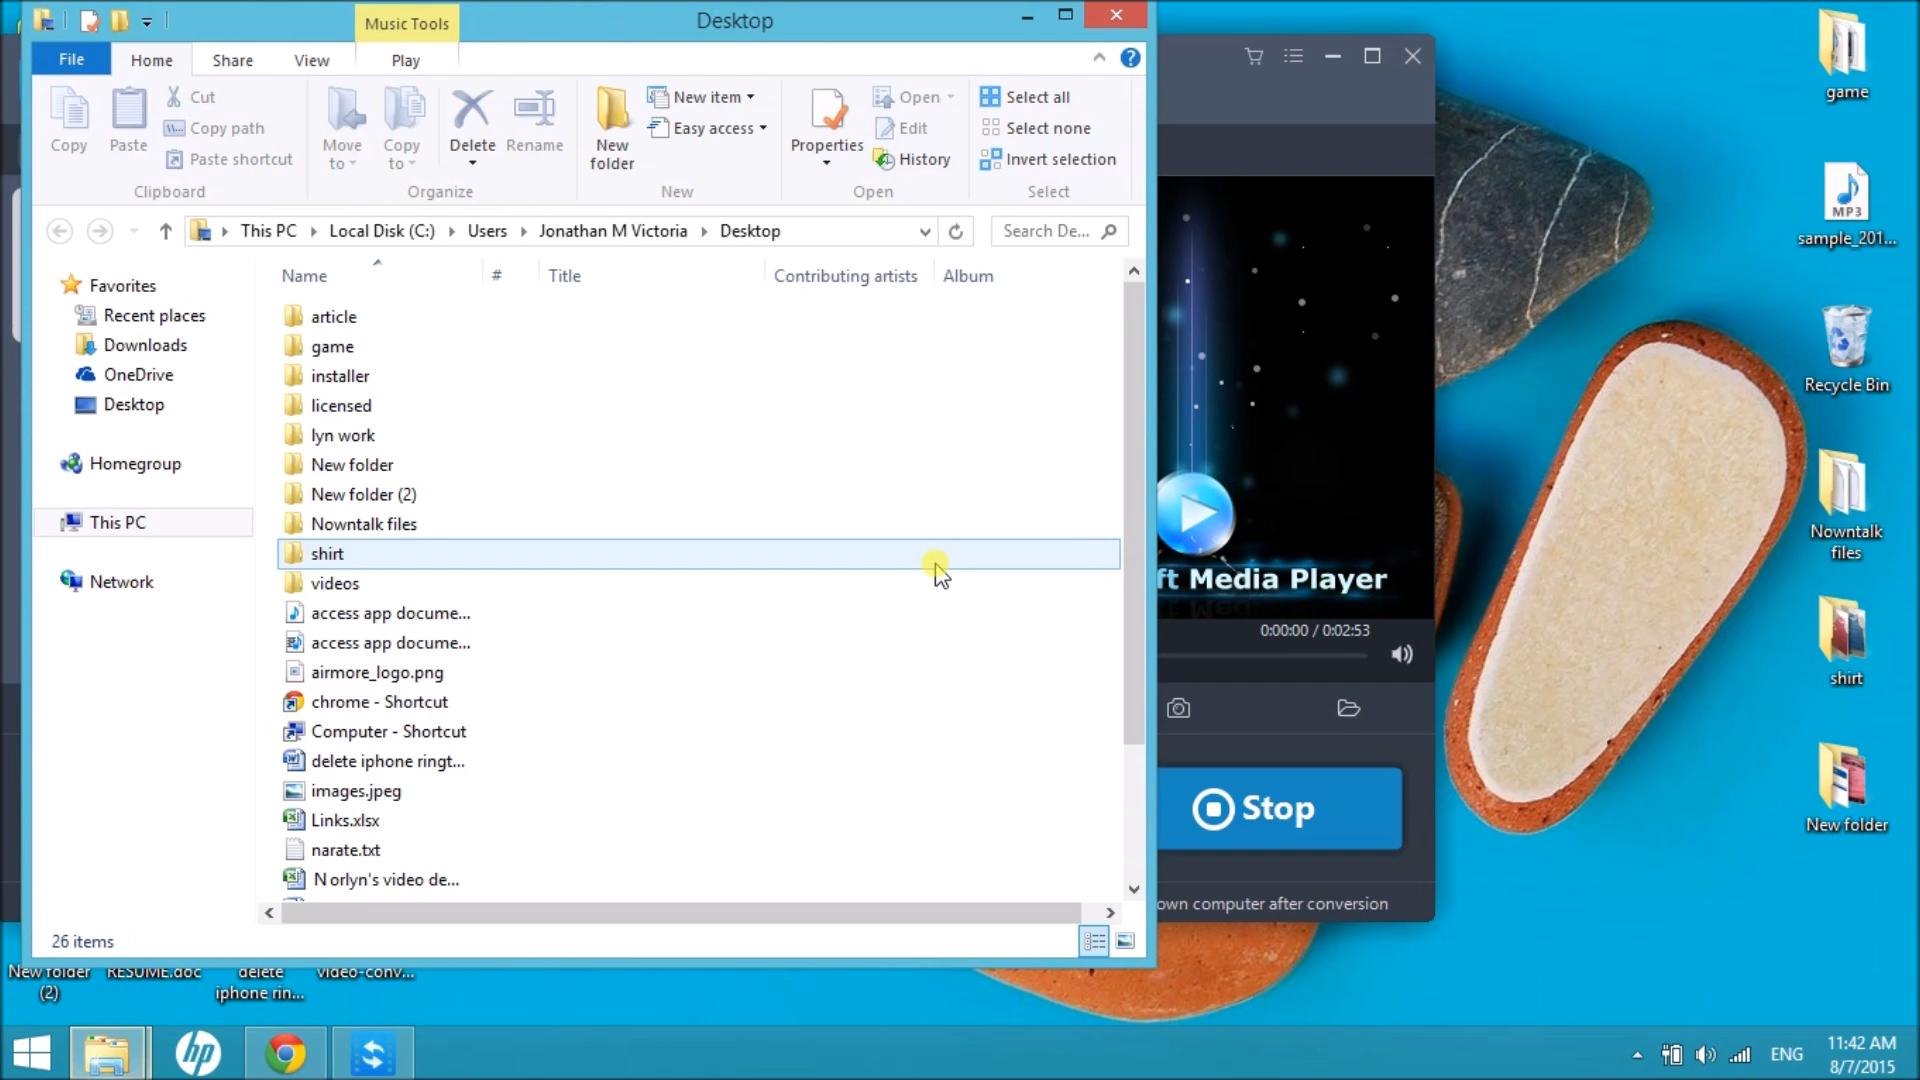 Music Tools
Desktop
File
Home
Share
View
Play
Copy
Paste
Cut
Copy path
Paste shortcut
Clipboard
Move
to
Copy
to
Delete
Rename
Organize
New
folder
New item
Easy access
New
Properties
Open
Edit
History
Open
Select all
Select none
Invert selection
Select
This PC
Local Disk (C:)
Users
Jonathan M Victoria
Desktop
Search De...
Favorites
Recent places
Downloads
OneDrive
Desktop
Homegroup
This PC
Network
Name
#
Title
Contributing artists
Album
article
game
installer
licensed
lyn work
New folder
New folder (2)
Nowntalk files
shirt
videos
access app docume...
access app docume...
airmore_logo.png
chrome - Shortcut
Computer - Shortcut
delete iphone ringt...
images.jpeg
Links.xlsx
narate.txt
N orlyn's video de...
26 items
ft Media Player
0:00:00 / 0:02:53
Stop
own computer after conversion
game
MP3
sample_201...
Recycle Bin
Nowntalk
files
shirt
New folder
New folder
(2)
RESUME.doc
delete
iphone rin...
video-conv...
hp
ENG
11:42 AM
8/7/2015